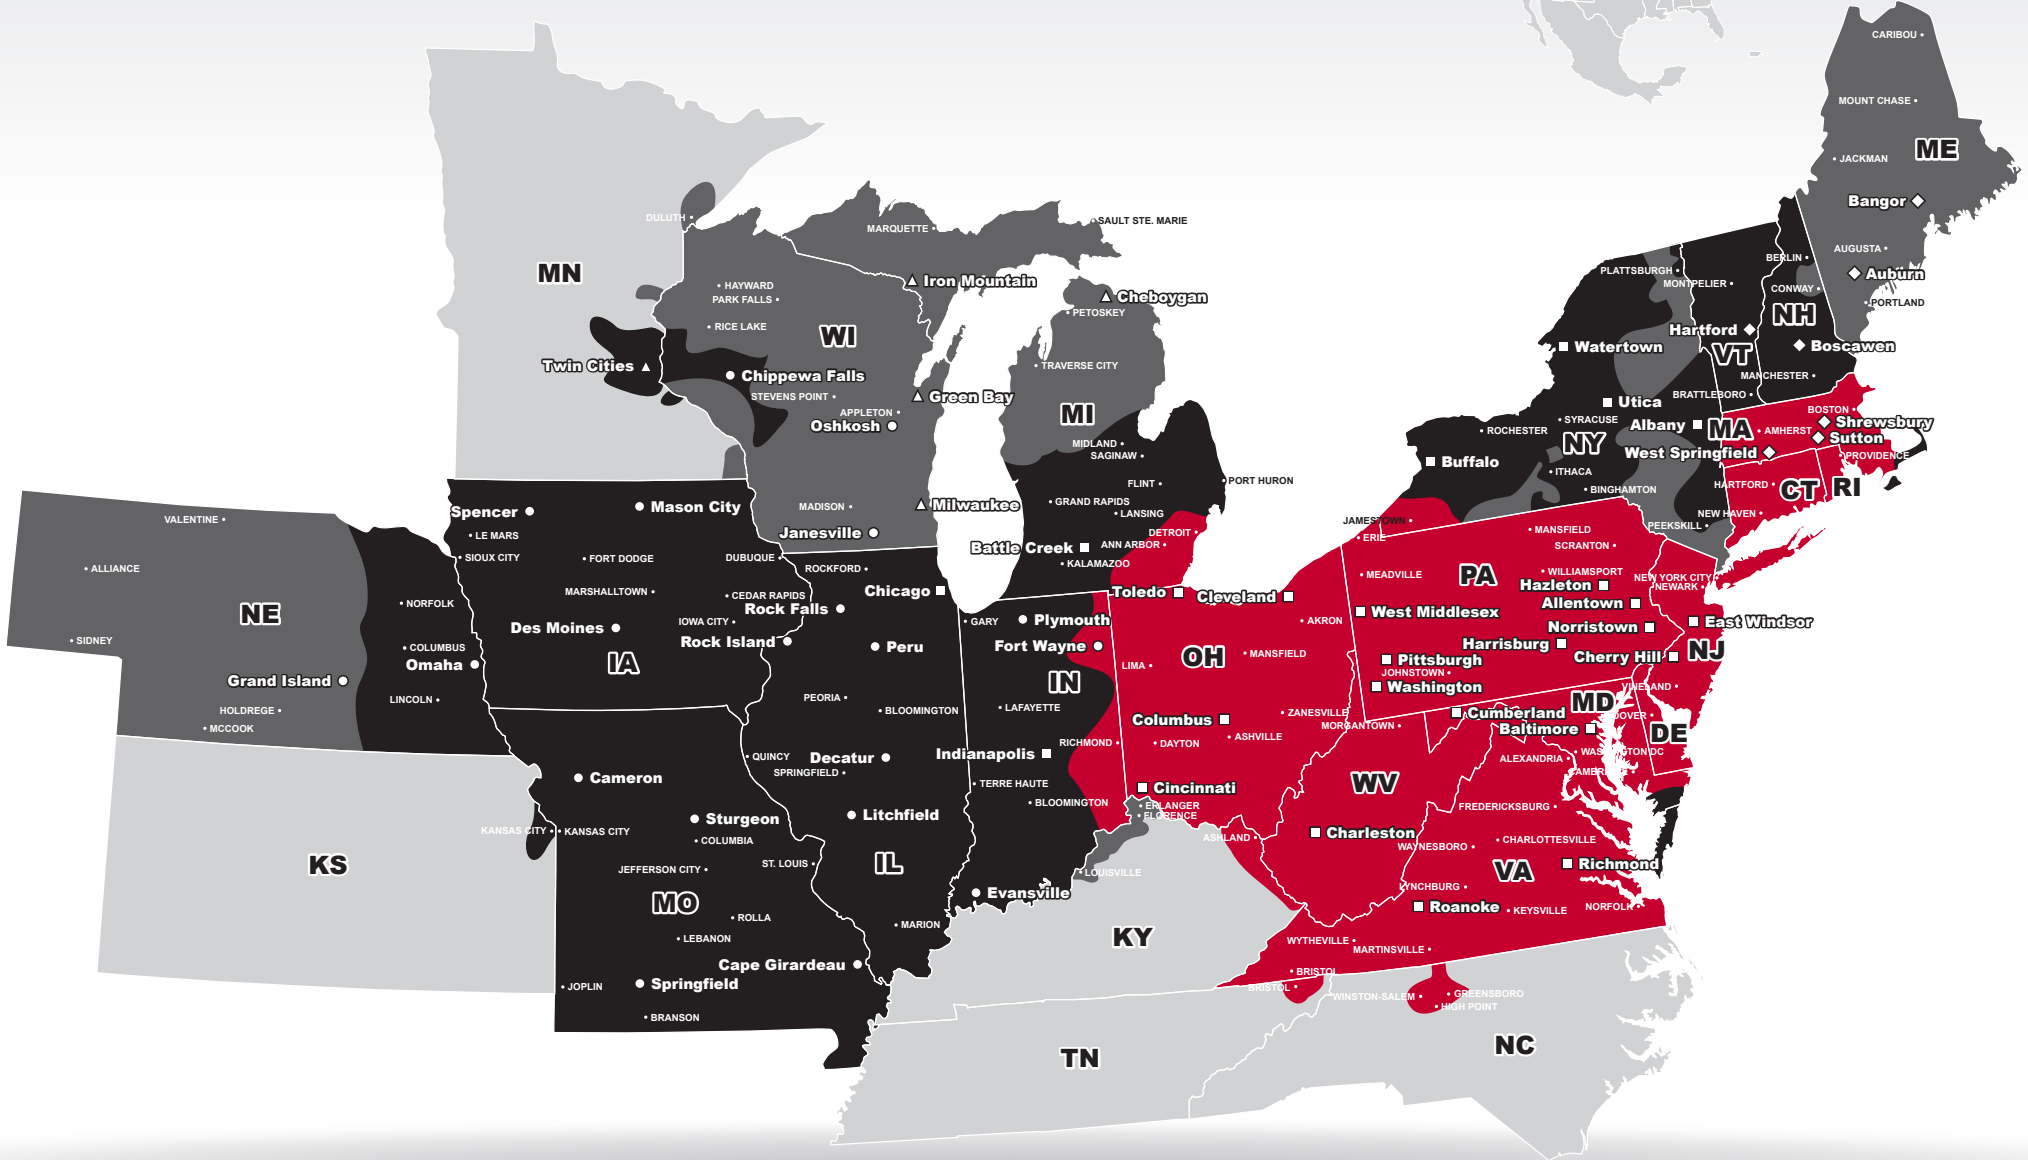 CARIBOU
MOUNT CHASE
ME
JACKMAN
Bangor
DULUTH
MARQUETTE
SAULT STE. MARIE
AUGUSTA
BERLIN
MN
PLATTSBURGH
MONTPELIER
Auburn
Iron Mountain
HAYWARD
CONWAY
Cheboygan
PARK FALLS
PORTLAND
PETOSKEY
NH
RICE LAKE
WI
Hartford
Watertown
Boscawen
VT
Twin Cities
TRAVERSE CITY
Chippewa Falls
MANCHESTER
STEVENS POINT
Green Bay
BRATTLEBORO
Utica
APPLETON
MI
BOSTON
SYRACUSE
Shrewsbury
Oshkosh
Albany
MA
AMHERST
ROCHESTER
Sutton
MIDLAND
NY
SAGINAW
West Springfield
PROVIDENCE
Buffalo
ITHACA
PORT HURON
FLINT
HARTFORD
CT
RI
BINGHAMTON
GRAND RAPIDS
Milwaukee
MADISON
Mason City
Spencer
LANSING
NEW HAVEN
VALENTINE
JAMESTOWN
PEEKSKILL
MANSFIELD
Janesville
DETROIT
LE MARS
ERIE
ANN ARBOR
SCRANTON
Battle Creek
SIOUX CITY
FORT DODGE
DUBUQUE
KALAMAZOO
ALLIANCE
ROCKFORD
WILLIAMSPORT
MEADVILLE
PA
NEW YORK CITY
NEWARK
Hazleton
Chicago
MARSHALLTOWN
Toledo
CEDAR RAPIDS
Cleveland
NORFOLK
Allentown
Rock Falls
West Middlesex
NE
Plymouth
AKRON
GARY
IOWA CITY
East Windsor
Des Moines
Norristown
SIDNEY
Rock Island
Harrisburg
Fort Wayne
Peru
COLUMBUS
NJ
MANSFIELD
Cherry Hill
OH
Pittsburgh
Omaha
IA
LIMA
JOHNSTOWN
Grand Island
IN
Washington
VINELAND
LINCOLN
PEORIA
MD
LAFAYETTE
HOLDREGE
BLOOMINGTON
ZANESVILLE
Cumberland
DOVER
Columbus
MORGANTOWN
MCCOOK
Baltimore
DE
ASHVILLE
RICHMOND
DAYTON
WASHINGTON DC
Indianapolis
QUINCY
Decatur
ALEXANDRIA
SPRINGFIELD
CAMBRIDGE
Cameron
WV
TERRE HAUTE
Cincinnati
BLOOMINGTON
ERLANGER
FREDERICKSBURG
FLORENCE
Litchfield
Sturgeon
KANSAS CITY
KANSAS CITY
Charleston
ASHLAND
COLUMBIA
CHARLOTTESVILLE
WAYNESBORO
KS
IL
ST. LOUIS
Richmond
JEFFERSON CITY
VA
LOUISVILLE
LYNCHBURG
Evansville
MO
Roanoke
NORFOLK
KEYSVILLE
ROLLA
MARION
KY
LEBANON
WYTHEVILLE
MARTINSVILLE
Cape Girardeau
BRISTOL
Springfield
JOPLIN
BRISTOL
GREENSBORO
WINSTON-SALEM
HIGH POINT
BRANSON
NC
TN